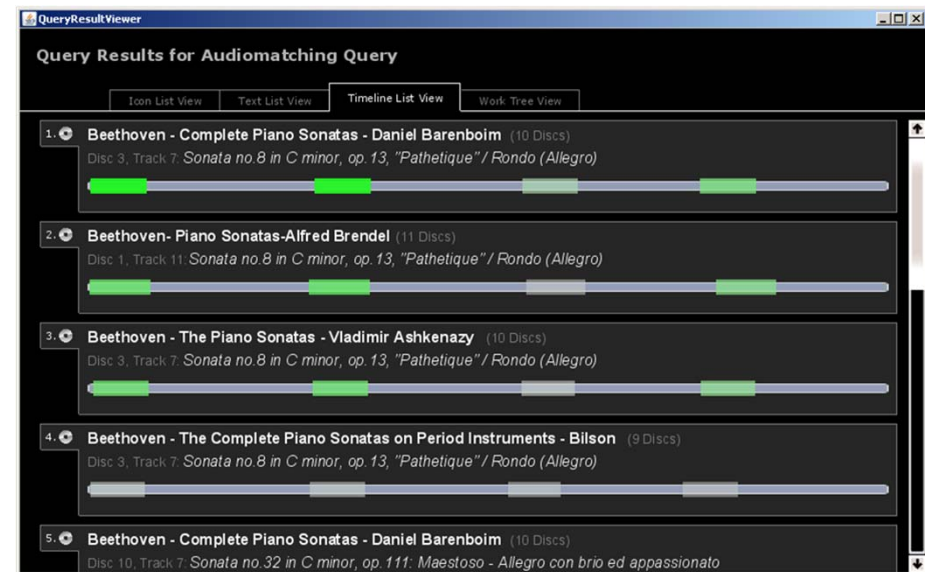 QueryResultViewer
Query Results for Audiomatching Query
Icon List View Text List View Timeline List View Work Tree View
1. Beethoven - Complete Piano Sonatas - Daniel Barenboim (10 Discs)
Disc 3, Track 7: Sonata no.8 in C minor, op.13, "Pathetique" / Rondo (Allegro)
2. Beethoven- Piano Sonatas-Alfred Brendel (11 Discs)
Disc 1, Track 11: Sonata no.8 in C minor, op.13, "Pathetique" / Rondo (Allegro)
3. Beethoven - The Piano Sonatas - Vladimir Ashkenazy (10 Discs)
Disc 3, Track 7: Sonata no.8 in C minor, op.13, "Pathetique" / Rondo (Allegro)
4. Beethoven - The Complete Piano Sonatas on Period Instruments - Bilson (9 Discs)
Disc 3, Track 7: Sonata no.8 in C minor, op.13, "Pathetique" / Rondo (Allegro)
5. Beethoven - Complete Piano Sonatas - Daniel Barenboim (10 Discs)
Disc 10, Track 7: Sonata no.32 in C minor, op.111: Maestoso - Allegro con brio ed appassionato